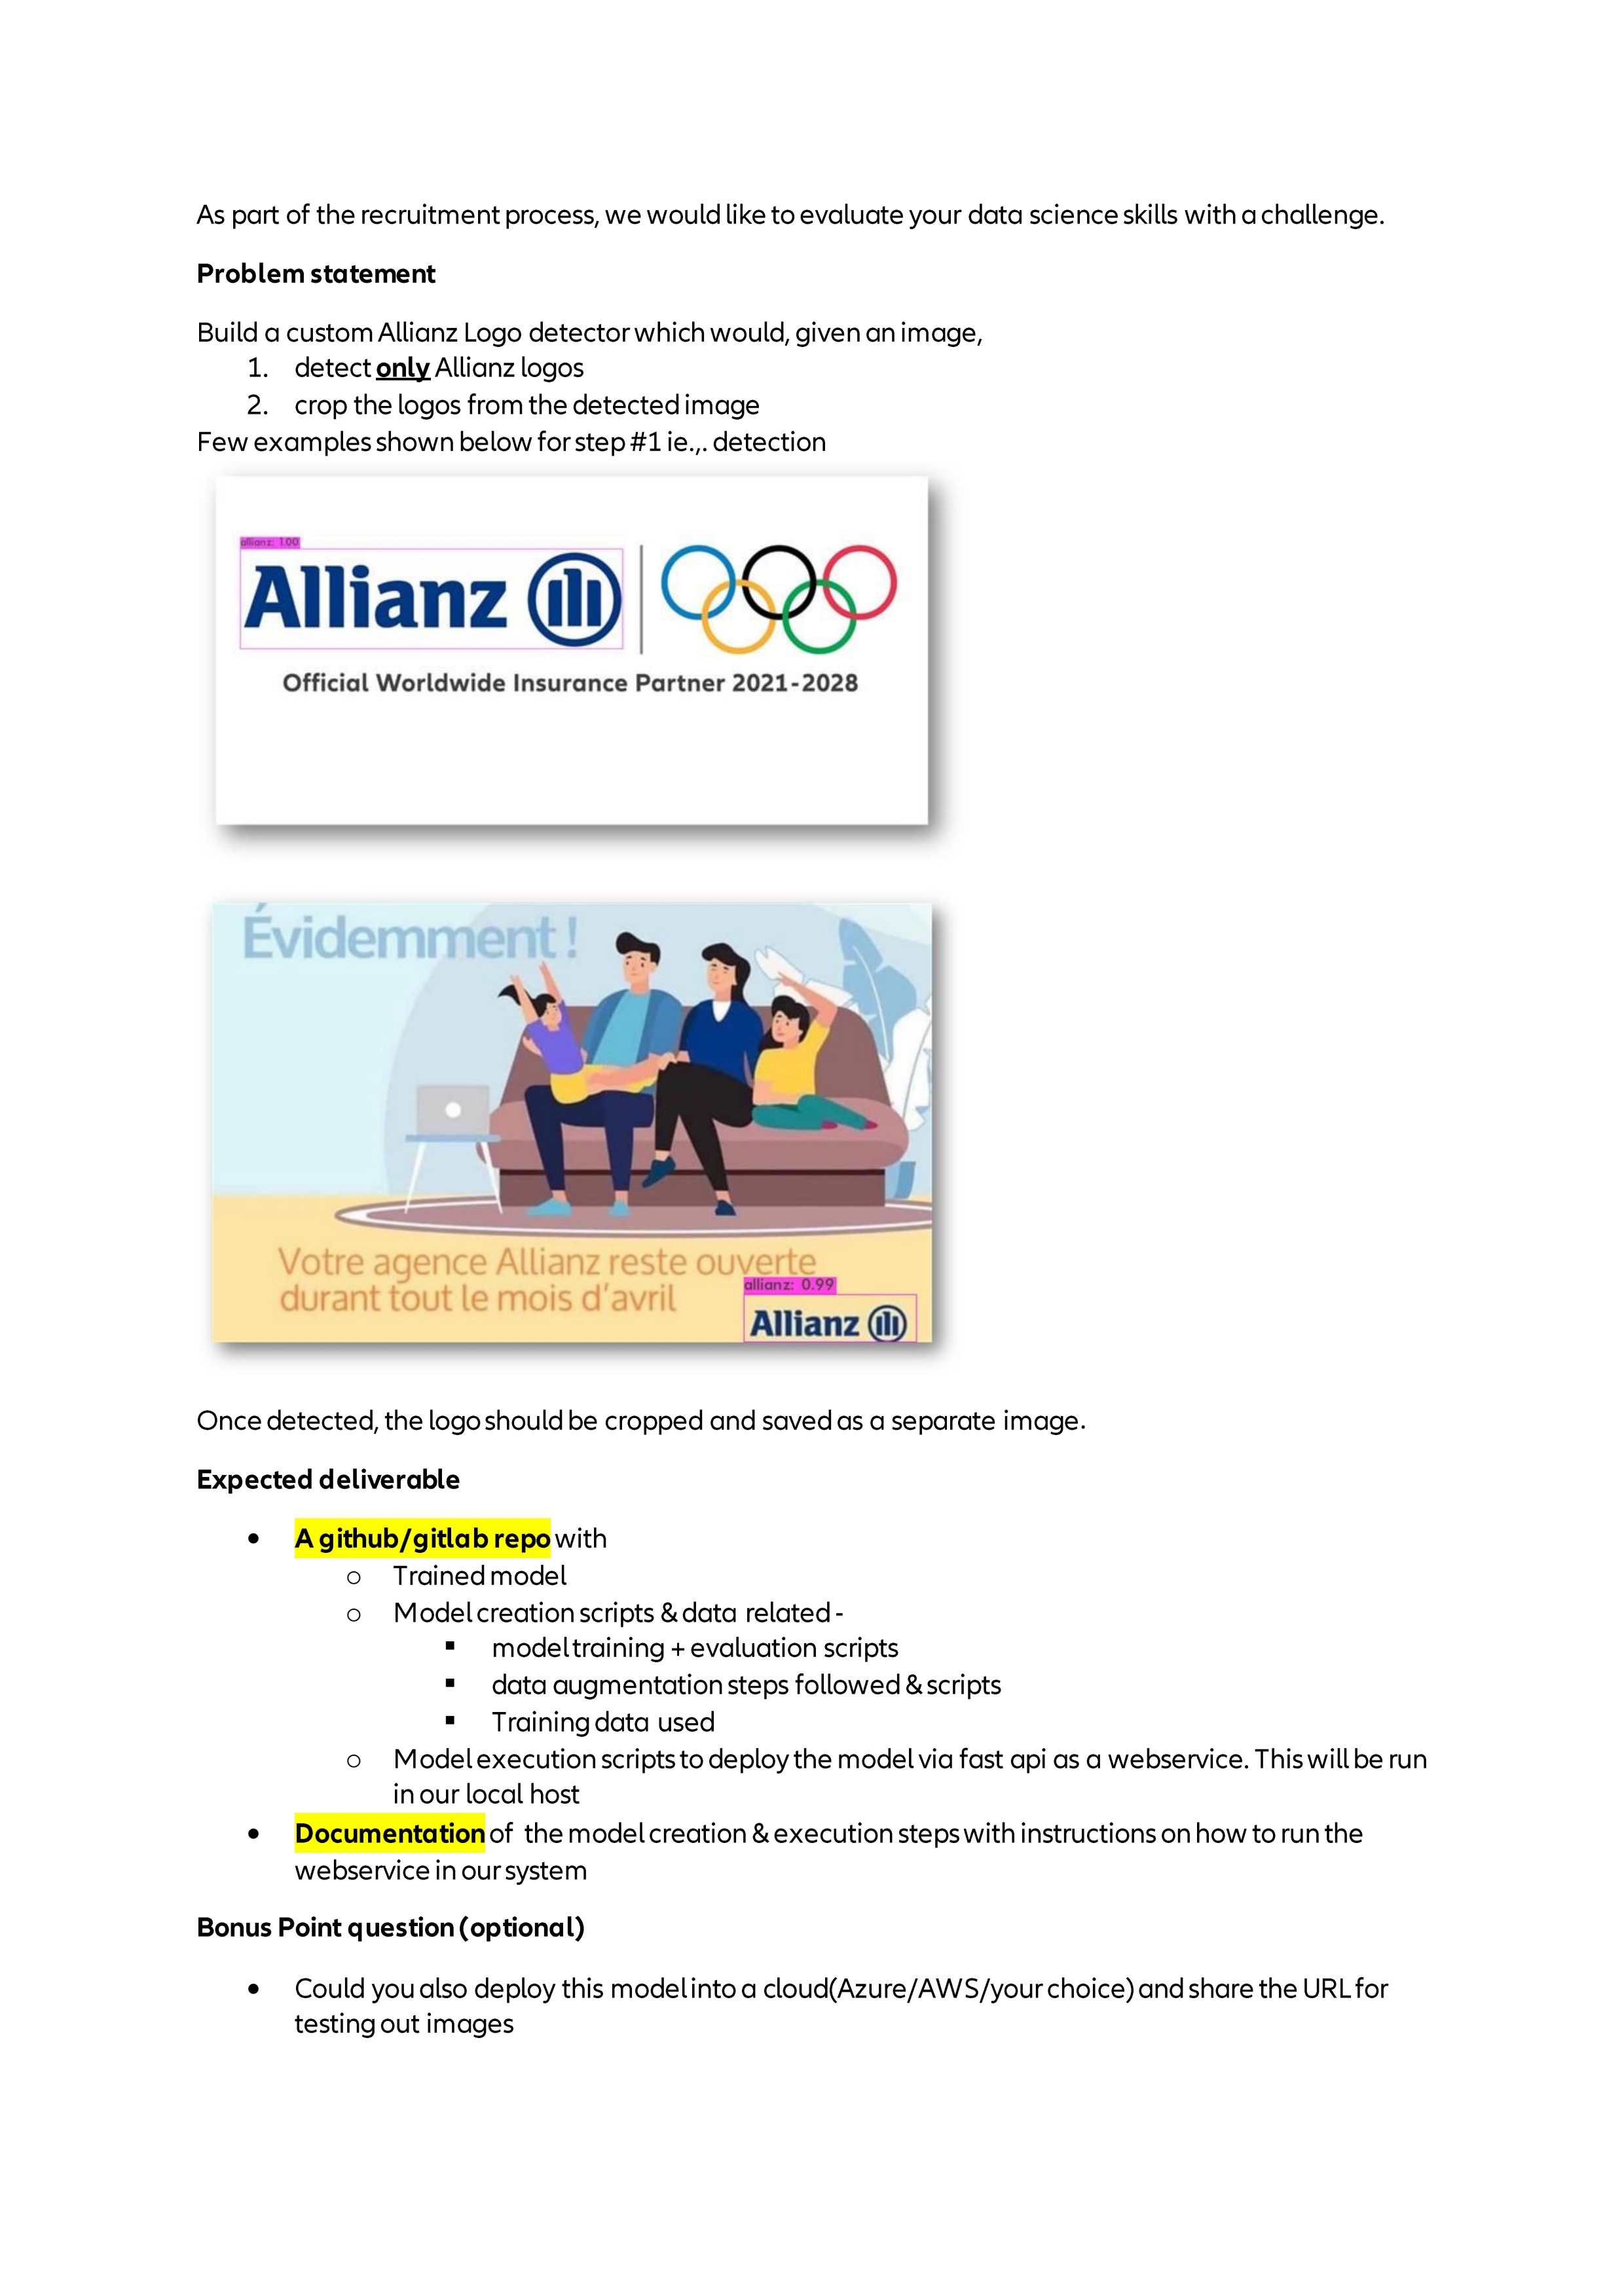 As part of the recruitment process, we would like to evaluate your data science skills with a challenge.
Problem statement
Build a custom Allianz Logo detector which would, given an image,
1. detect only Allianz logos
2. crop the logos from the detected image
Few examples shown below for step #1 ie.,. detection
allianz: 1.00
Allianz
Official Worldwide Insurance Partner 2021-2028
Évidemment !
Votre agence Allianz reste ouverte
durant tout le mois d'avril
allianz: 0.99
Allianz
Once detected, the logo should be cropped and saved as a separate image.
Expected deliverable
• A github/gitlab repo with
o Trained model
o Model creation scripts & data related -
▪ model training + evaluation scripts
▪ data augmentation steps followed & scripts
▪ Training data used
o Model execution scripts to deploy the model via fast api as a webservice. This will be run
in our local host
• Documentation of the model creation & execution steps with instructions on how to run the
webservice in our system
Bonus Point question (optional)
• Could you also deploy this model into a cloud(Azure/AWS/your choice) and share the URL for
testing out images